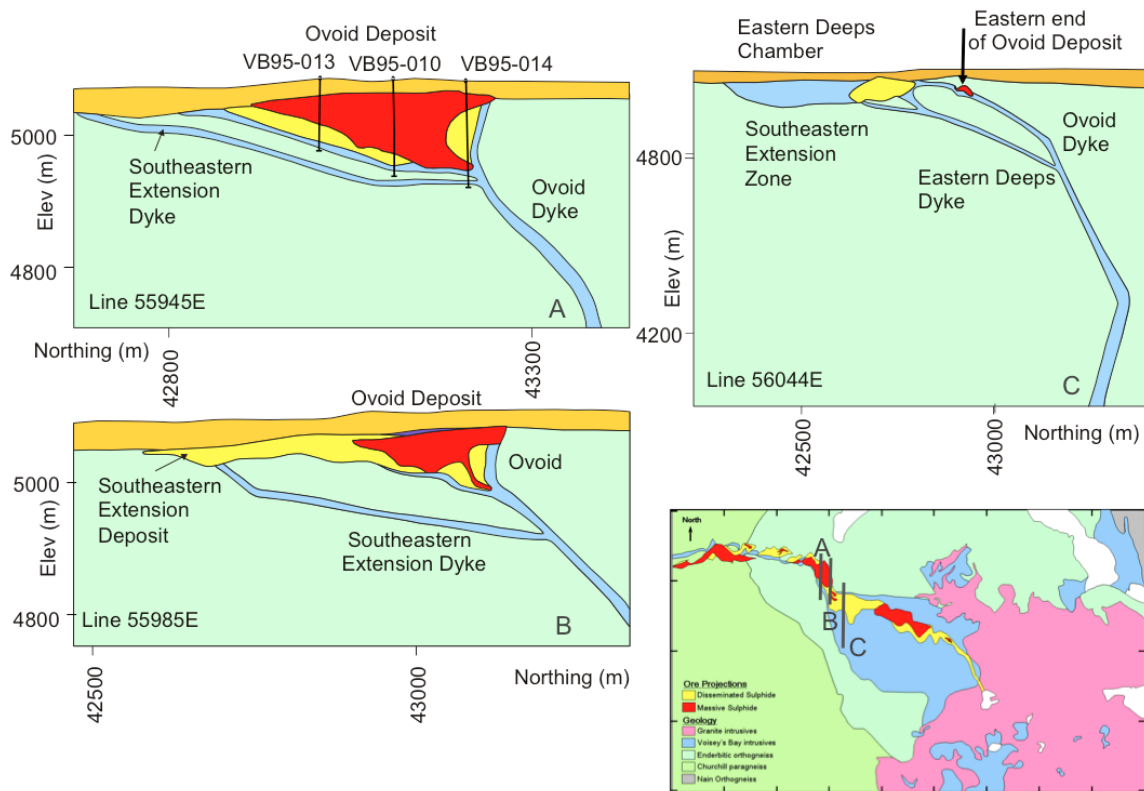 Ovoid Deposit
VB95-013
VB95-010
VB95-014
5000
4800
Elev (m)
Southeastern
Extension
Dyke
Ovoid
Dyke
Line 55945E
A
Northing (m)
42800
43300
Eastern Deeps
Chamber
Eastern end
of Ovoid Deposit
4800
4200
Elev (m)
Southeastern
Extension
Zone
Ovoid
Dyke
Eastern Deeps
Dyke
Line 56044E
C
42500
43000
Northing (m)
Ovoid Deposit
5000
4800
Elev (m)
Ovoid
Southeastern
Extension
Deposit
Southeastern
Extension Dyke
Line 55985E
B
42500
43000
Northing (m)
North
A
B
C
Ore Projections
Disseminated Sulphide
Massive Sulphide
Geology
Granite intrusives
Voisey's Bay intrusives
Enderbitic orthogneiss
Churchill paragneiss
Nain Orthogneiss